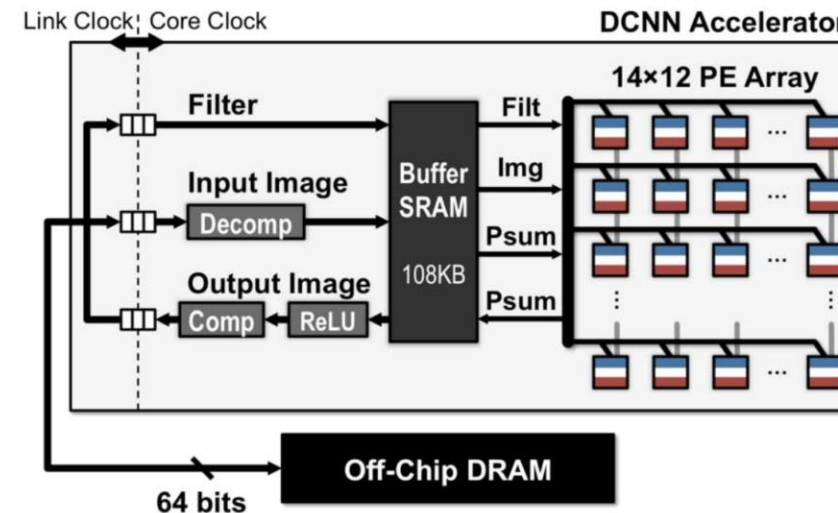 Link Clock Core Clock
DCNN Accelerator
14×12 PE Array
Filter
Filt
Input Image
Img
Buffer
SRAM
108KB
Decomp
Psum
Output Image
Psum
Comp
ReLU
...
...
...
...
Off-Chip DRAM
64 bits